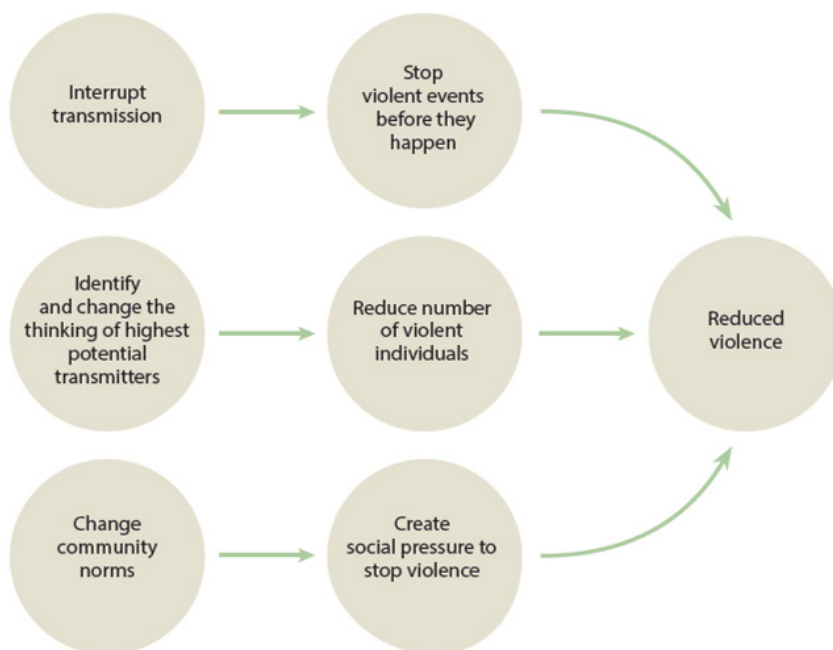 Interrupt
transmission
Stop
violent events
before they
happen
Identify
and change the
thinking of highest
potential
transmitters
Reduce number
of violent
individuals
Reduced
violence
Change
community
norms
Create
social pressure to
stop violence